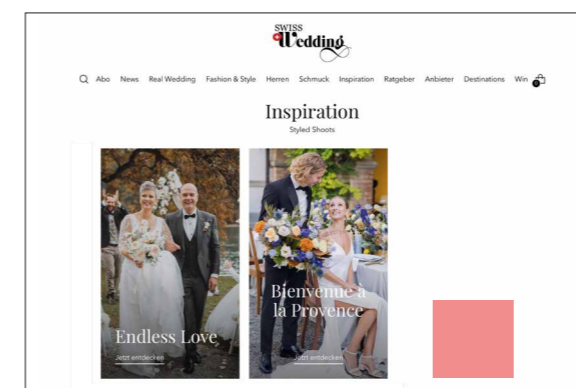 SWISS
Wedding
Abo News Real Wedding Fashion & Style Herren Schmuck Inspiration Ratgeber Anbieter Destinations Win 0
Inspiration
Styled Shoots
Endless Love
Jetzt entdecken
Bienvenue à
la Provence
Jetzt entdecken